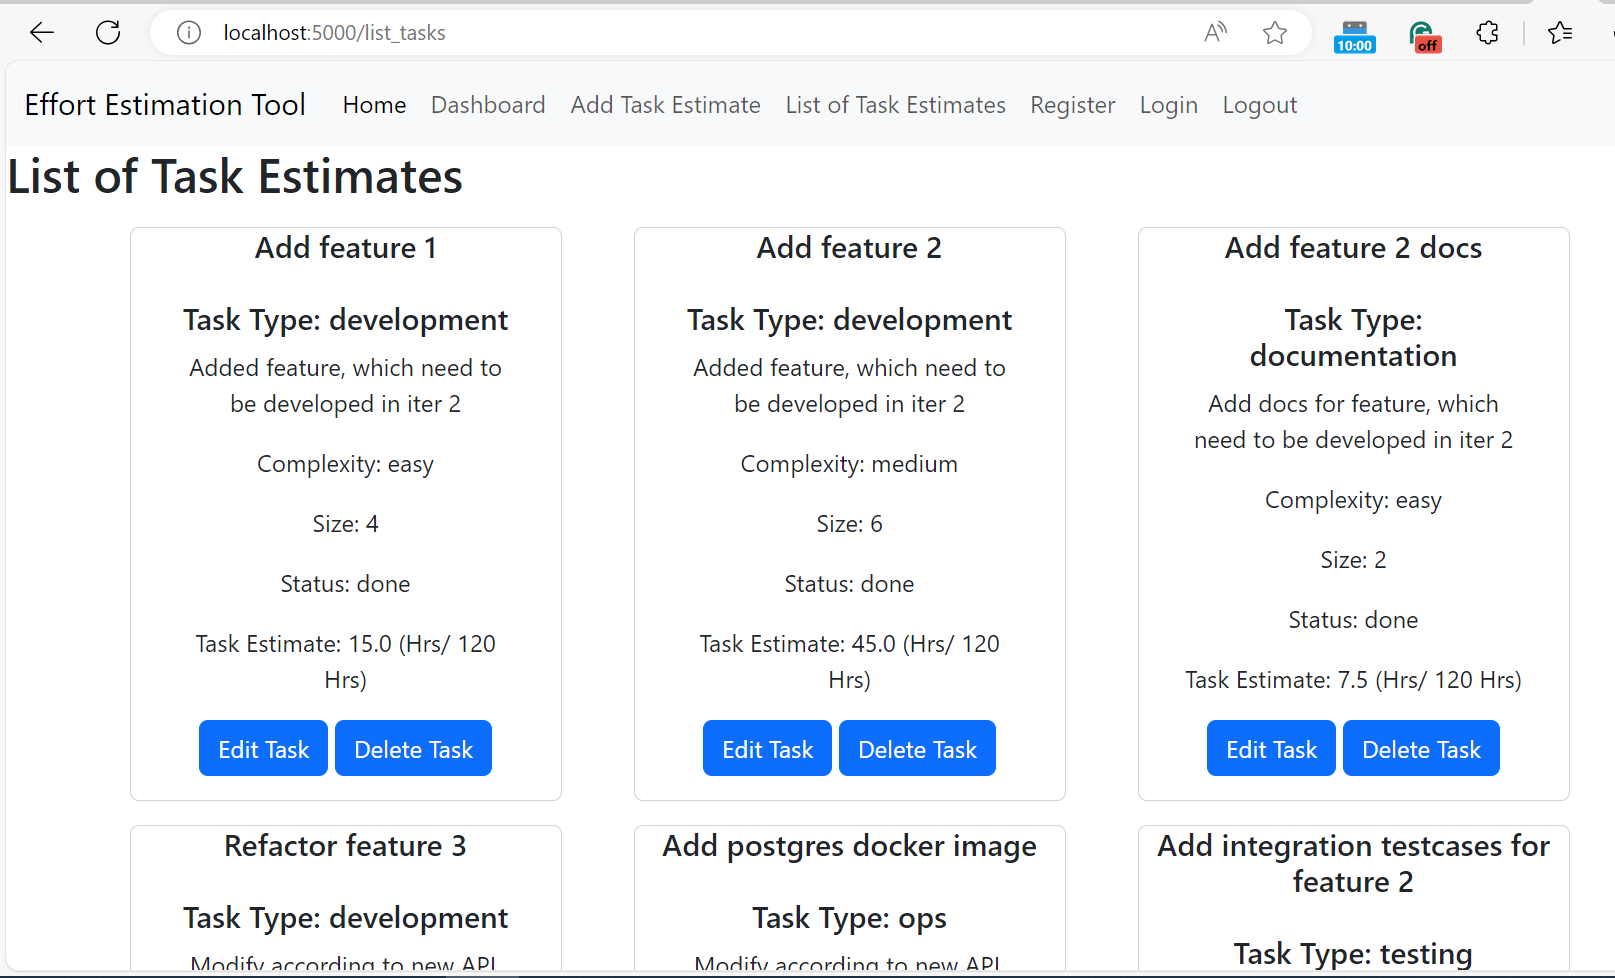 localhost:5000/list_tasks
10:00
off
Effort Estimation Tool Home Dashboard Add Task Estimate List of Task Estimates Register Login Logout
List of Task Estimates
Add feature 1
Task Type: development
Added feature, which need to
be developed in iter 2
Complexity: easy
Size: 4
Status: done
Task Estimate: 15.0 (Hrs/ 120
Hrs)
Edit Task Delete Task
Add feature 2
Task Type: development
Added feature, which need to
be developed in iter 2
Complexity: medium
Size: 6
Status: done
Task Estimate: 45.0 (Hrs/ 120
Hrs)
Edit Task Delete Task
Add feature 2 docs
Task Type:
documentation
Add docs for feature, which
need to be developed in iter 2
Complexity: easy
Size: 2
Status: done
Task Estimate: 7.5 (Hrs/ 120 Hrs)
Edit Task Delete Task
Refactor feature 3
Task Type: development
Modify according to new API
Add postgres docker image
Task Type: ops
Modify according to new API
Add integration testcases for
feature 2
Task Type: testing